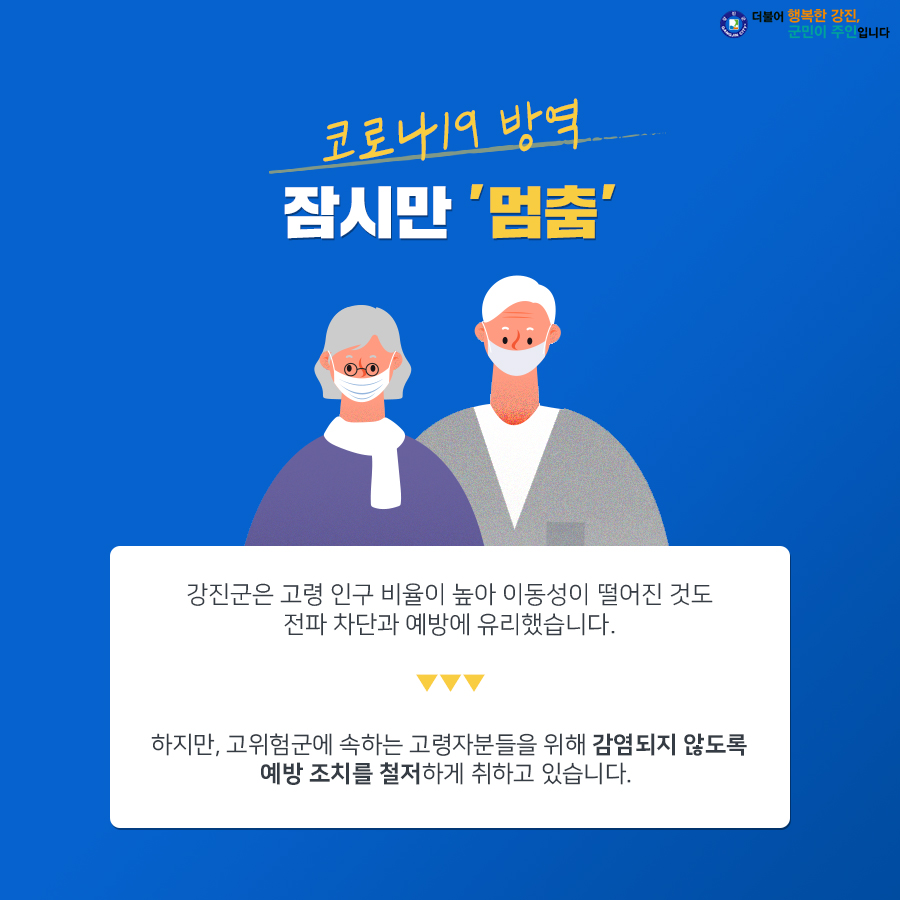 더불어 행복한 강진,
군민이 주인입니다
코로나19 방역
잠시만 '멈춤'
강진군은 고령 인구 비율이 높아 이동성이 떨어진 것도
전파 차단과 예방에 유리했습니다.
하지만, 고위험군에 속하는 고령자분들을 위해 감염되지 않도록
예방 조치를 철저하게 취하고 있습니다.